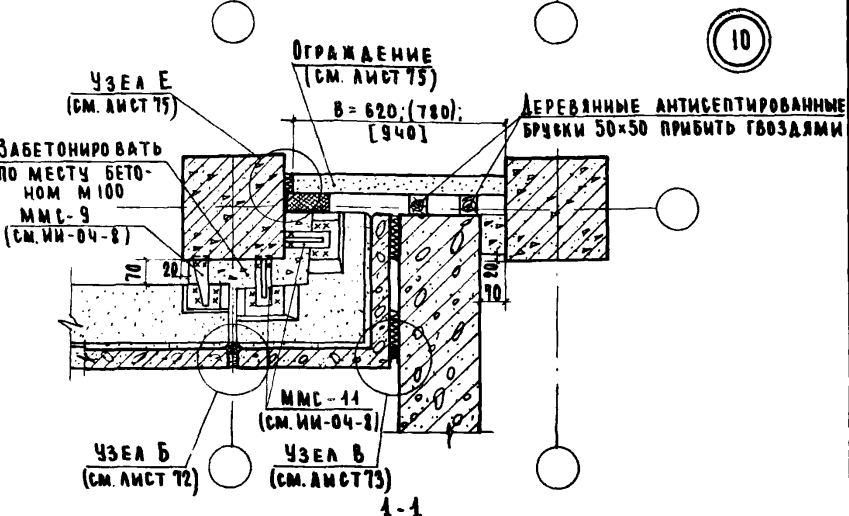 10
ОГРАЖДЕНИЕ
(СМ. ЛИСТ 75)
УЗЕЛ Е
(СМ. ЛИСТ 75)
В = 620; (780);
[940]
ДЕРЕВЯННЫЕ АНТИСЕПТИРОВАННЫЕ
БРУСКИ 50×50 ПРИБИТЬ ГВОЗДЯМИ
ЗАБЕТОНИРОВАТЬ
ПО МЕСТУ БЕТО-
НОМ М100
ММС-9
(СМ. ИИ-04-8)
70
20
20
70
ММС-11
(СМ. ИИ-04-8)
УЗЕЛ Б
(СМ. ЛИСТ 72)
УЗЕЛ В
(СМ. ЛИСТ 73)
1-1